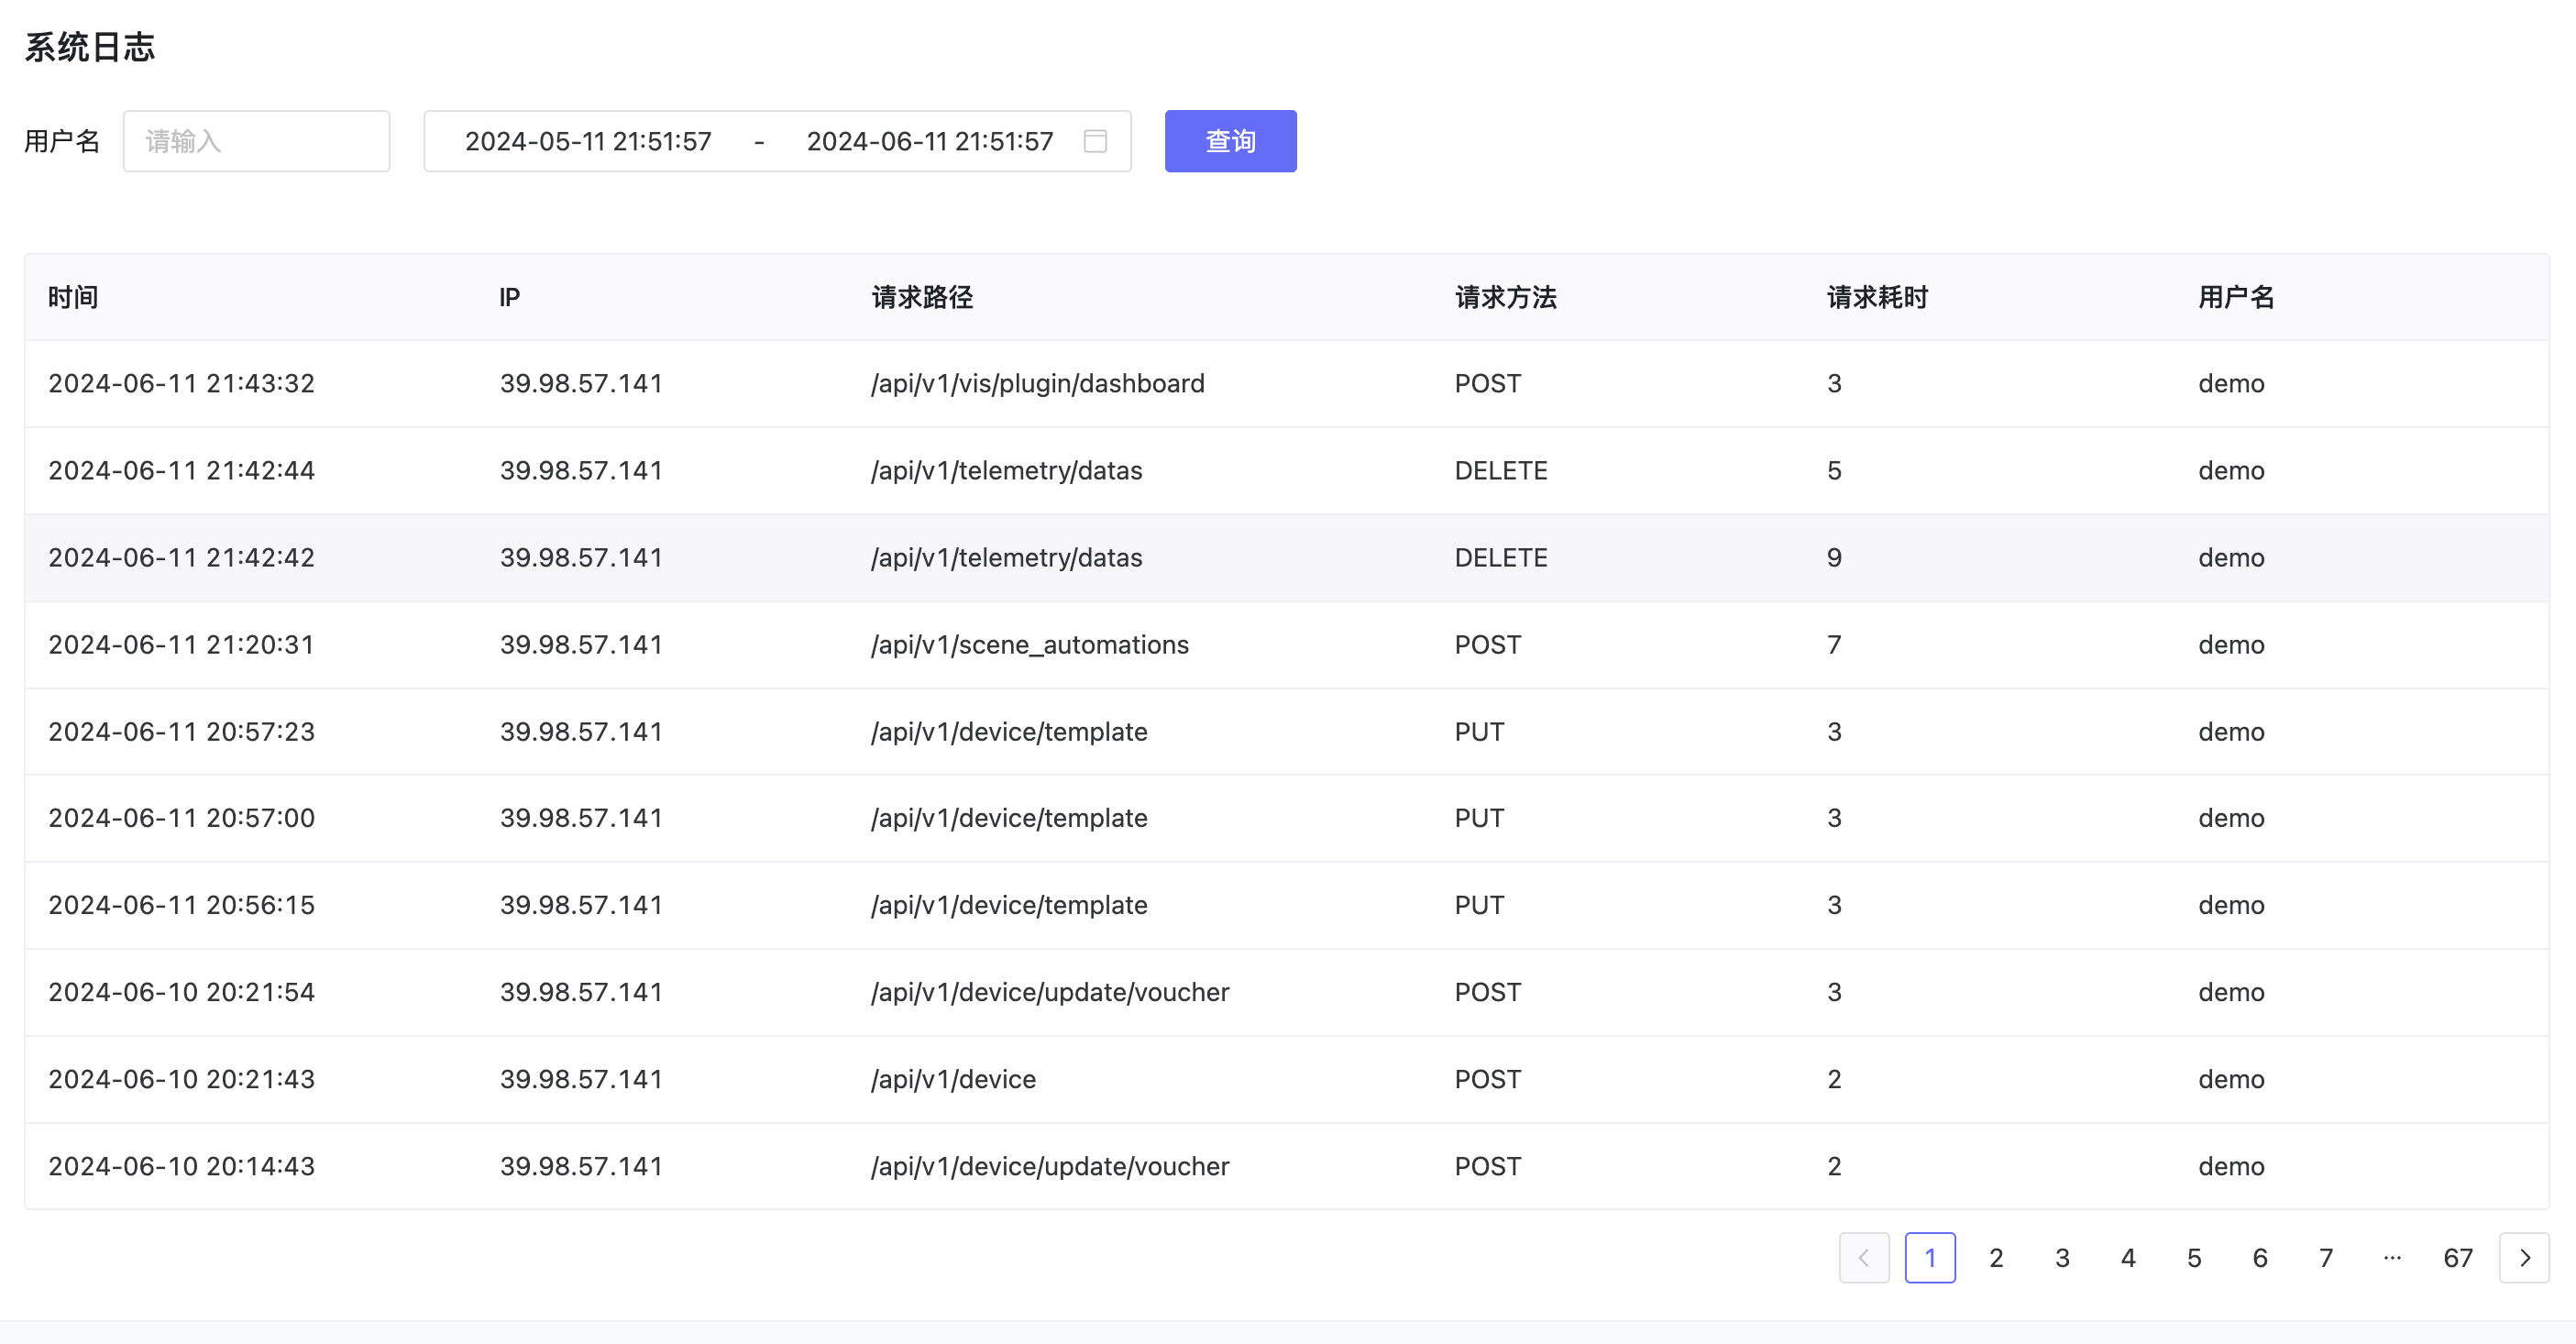 系统日志
用户名 请输入 2024-05-11 21:51:57 - 2024-06-11 21:51:57 查询
时间 IP 请求路径 请求方法 请求耗时 用户名
2024-06-11 21:43:32 39.98.57.141 /api/v1/vis/plugin/dashboard POST 3 demo
2024-06-11 21:42:44 39.98.57.141 /api/v1/telemetry/datas DELETE 5 demo
2024-06-11 21:42:42 39.98.57.141 /api/v1/telemetry/datas DELETE 9 demo
2024-06-11 21:20:31 39.98.57.141 /api/v1/scene_automations POST 7 demo
2024-06-11 20:57:23 39.98.57.141 /api/v1/device/template PUT 3 demo
2024-06-11 20:57:00 39.98.57.141 /api/v1/device/template PUT 3 demo
2024-06-11 20:56:15 39.98.57.141 /api/v1/device/template PUT 3 demo
2024-06-10 20:21:54 39.98.57.141 /api/v1/device/update/voucher POST 3 demo
2024-06-10 20:21:43 39.98.57.141 /api/v1/device POST 2 demo
2024-06-10 20:14:43 39.98.57.141 /api/v1/device/update/voucher POST 2 demo
1 2 3 4 5 6 7 ... 67